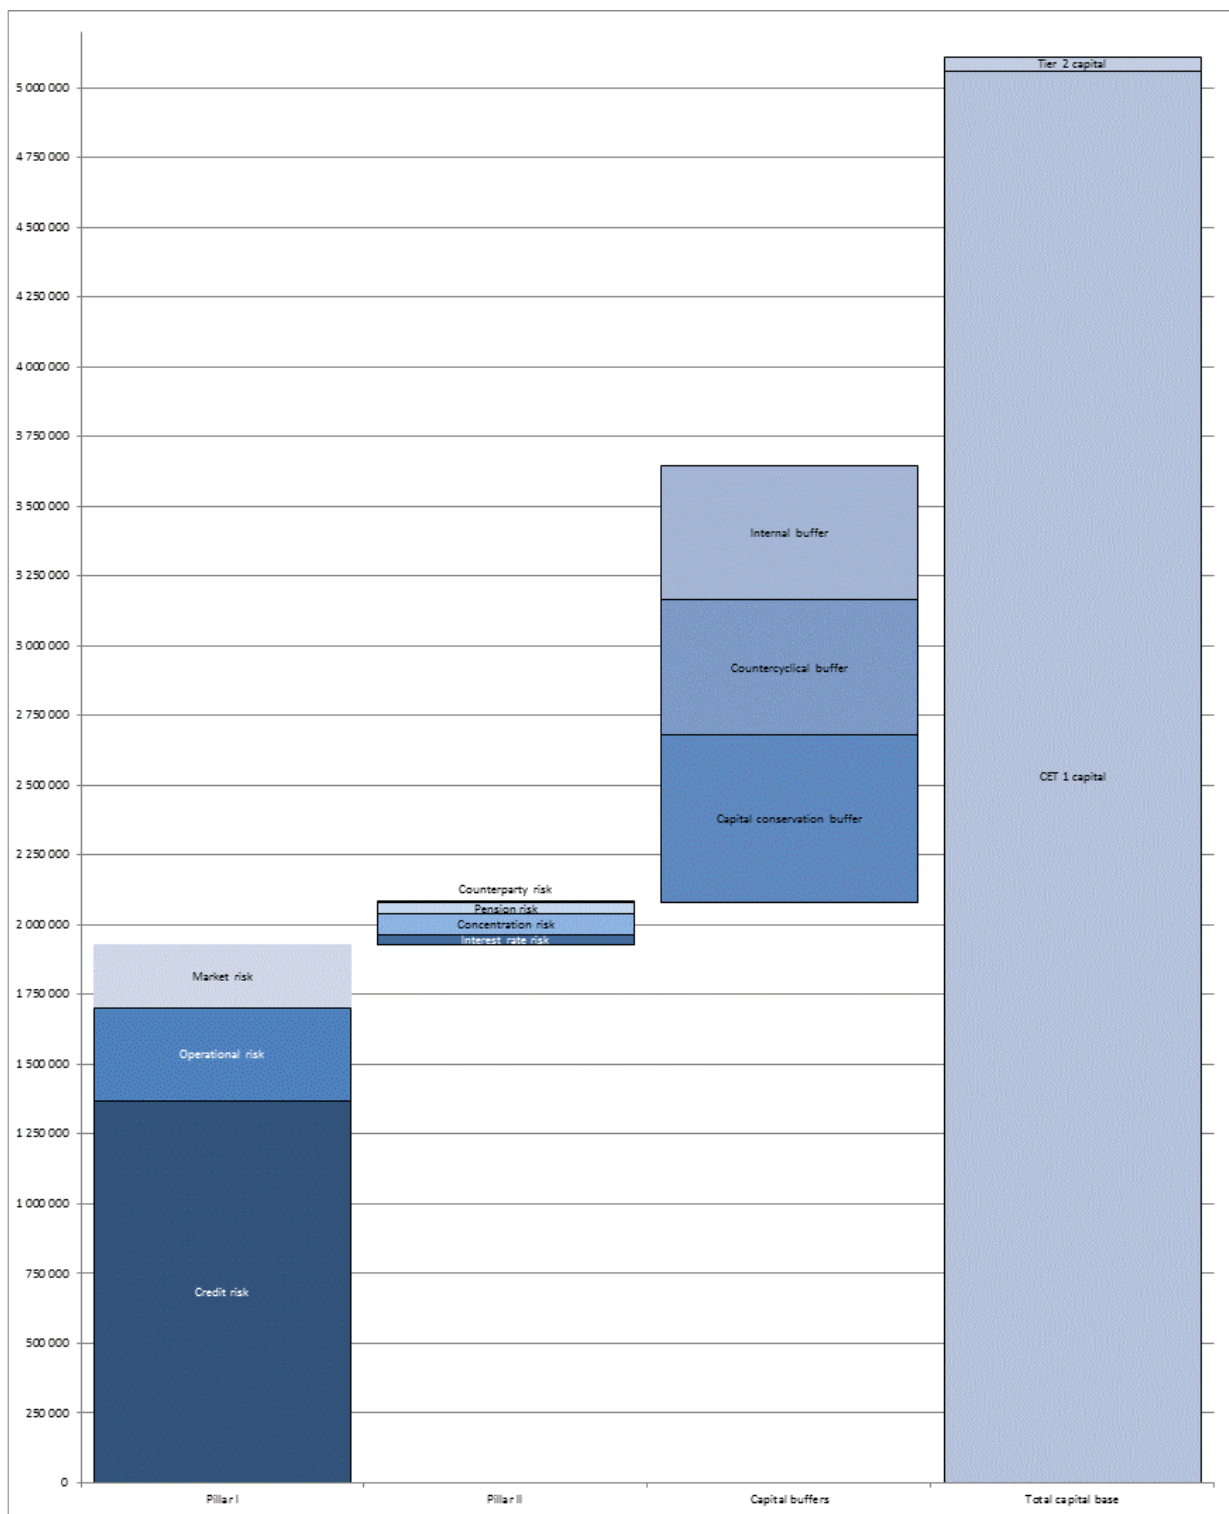 5 000 000
4 750 000
4 500 000
4 250 000
4 000 000
3 750 000
3 500 000
3 250 000
3 000 000
2 750 000
2 500 000
2 250 000
2 000 000
1 750 000
1 500 000
1 250 000
1 000 000
750 000
500 000
250 000
0
Market risk
Operational risk
Credit risk
Counterparty risk
Pension risk
Concentration risk
Interest rate risk
Internal buffer
Countercyclical buffer
Capital conservation buffer
Tier 2 capital
CET 1 capital
Pillar I
Pillar II
Capital buffers
Total capital base